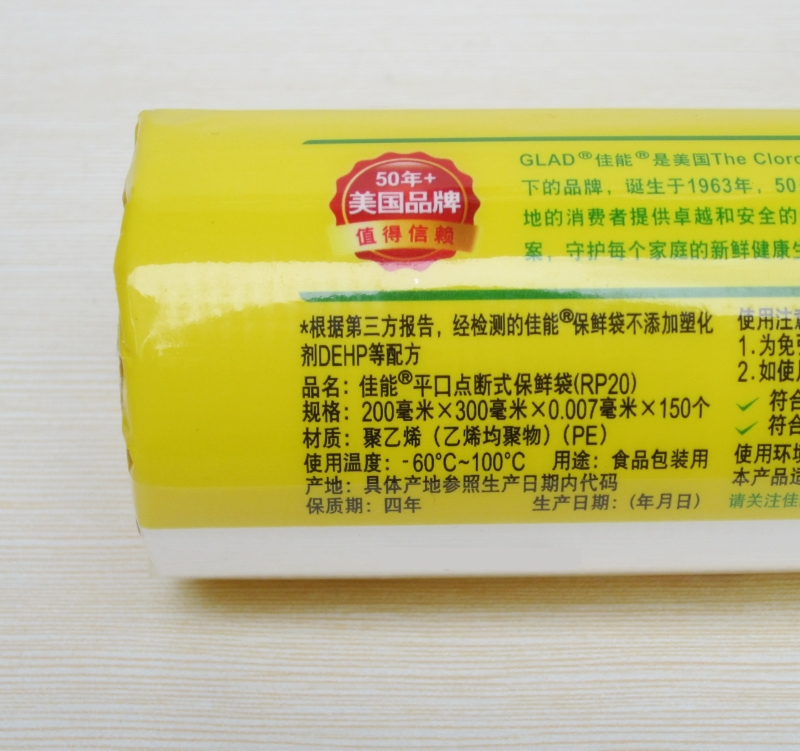 50年+
美国品牌
值得信赖
GLAD®佳能®是美国The Cloro
下的品牌，诞生于1963年，50
地的消费者提供卓越和安全的
案，守护每个家庭的新鲜健康生
*根据第三方报告，经检测的佳能®保鲜袋不添加塑化
剂DEHP等配方
品名：佳能®平口点断式保鲜袋(RP20)
规格：200毫米×300毫米×0.007毫米×150个
材质：聚乙烯（乙烯均聚物）（PE）
使用温度：-60°C~100°C 用途：食品包装用
产地：具体产地参照生产日期内代码
保质期：四年 生产日期：(年月日)
使用注意
1.为免
2.如使用
符合
符合
使用环境
本产品适
请关注佳